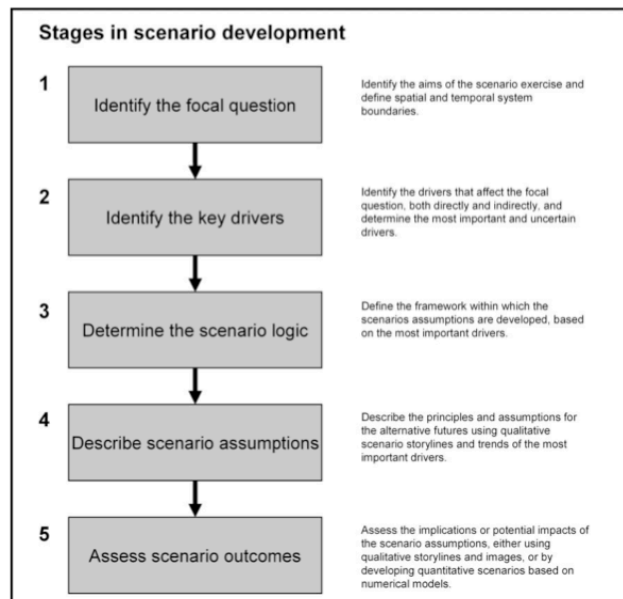 Stages in scenario development
1
Identify the focal question
Identify the aims of the scenario exercise and
define spatial and temporal system
boundaries.
2
Identify the key drivers
Identify the drivers that affect the focal
question, both directly and indirectly, and
determine the most important and uncertain
drivers.
3
Determine the scenario logic
Define the framework within which the
scenarios assumptions are developed, based
on the most important drivers.
4
Describe scenario assumptions
Describe the principles and assumptions for
the alternative futures using qualitative
scenario storylines and trends of the most
important drivers.
5
Assess scenario outcomes
Assess the implications or potential impacts of
the scenario assumptions, either using
qualitative storylines and images, or by
developing quantitative scenarios based on
numerical models.